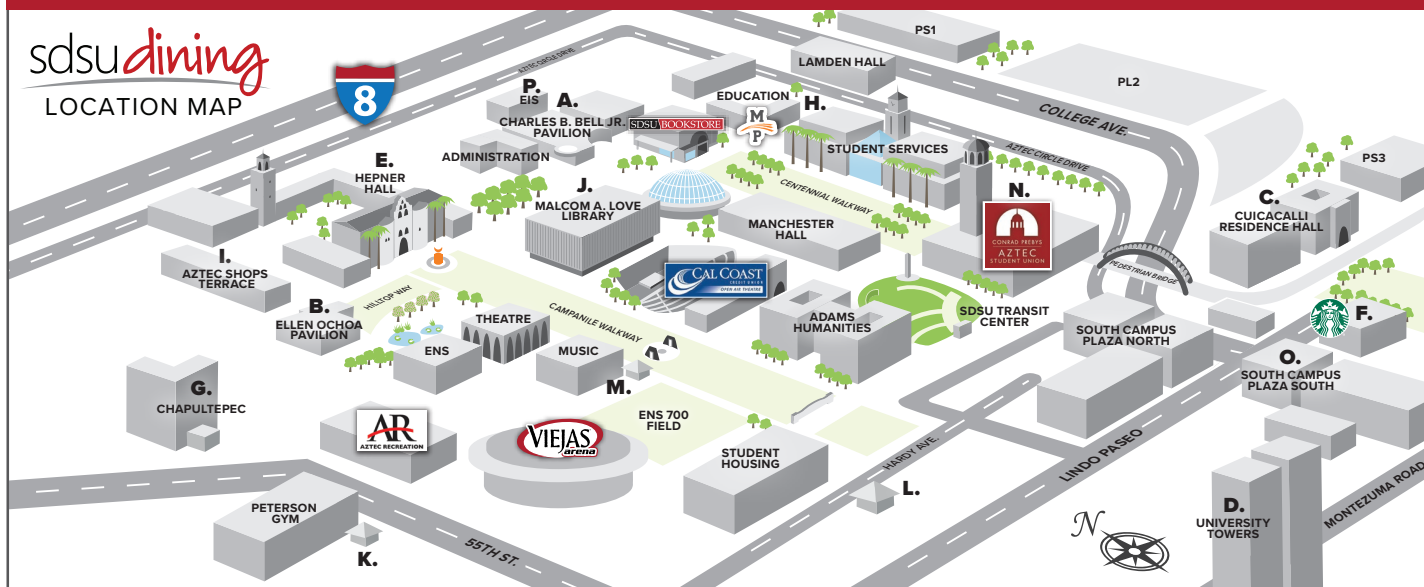 sdsudining
LOCATION MAP
8
AZTEC CIRCLE DRIVE
PS1
LAMDEN HALL
PL2
COLLEGE AVE.
P.
EIS
A.
CHARLES B. BELL JR.
PAVILION
SDSU BOOKSTORE
EDUCATION
M
P
H.
STUDENT SERVICES
AZTEC CIRCLE DRIVE
PS3
ADMINISTRATION
E.
HEPNER
HALL
J.
MALCOM A. LOVE
LIBRARY
CENTENNIAL WALKWAY
MANCHESTER
HALL
N.
CONRAD PREBYS
AZTEC
STUDENT UNION
C.
CUICACALLI
RESIDENCE HALL
PEDESTRIAN BRIDGE
I.
AZTEC SHOPS
TERRACE
HILLTOP WAY
B.
ELLEN OCHOA
PAVILION
CAL COAST
CREDIT UNION
OPEN AIR THEATRE
THEATRE
CAMPANILE WALKWAY
ENS
MUSIC
M.
ADAMS
HUMANITIES
SDSU TRANSIT
CENTER
SOUTH CAMPUS
PLAZA NORTH
F.
O.
SOUTH CAMPUS
PLAZA SOUTH
G.
CHAPULTEPEC
AR
AZTEC RECREATION
VIEJAS
arena
ENS 700
FIELD
STUDENT
HOUSING
HARDY AVE.
LINDO PASEO
MONTEZUMA ROAD
L.
D.
UNIVERSITY
TOWERS
PETERSON
GYM
K.
55TH ST.
N